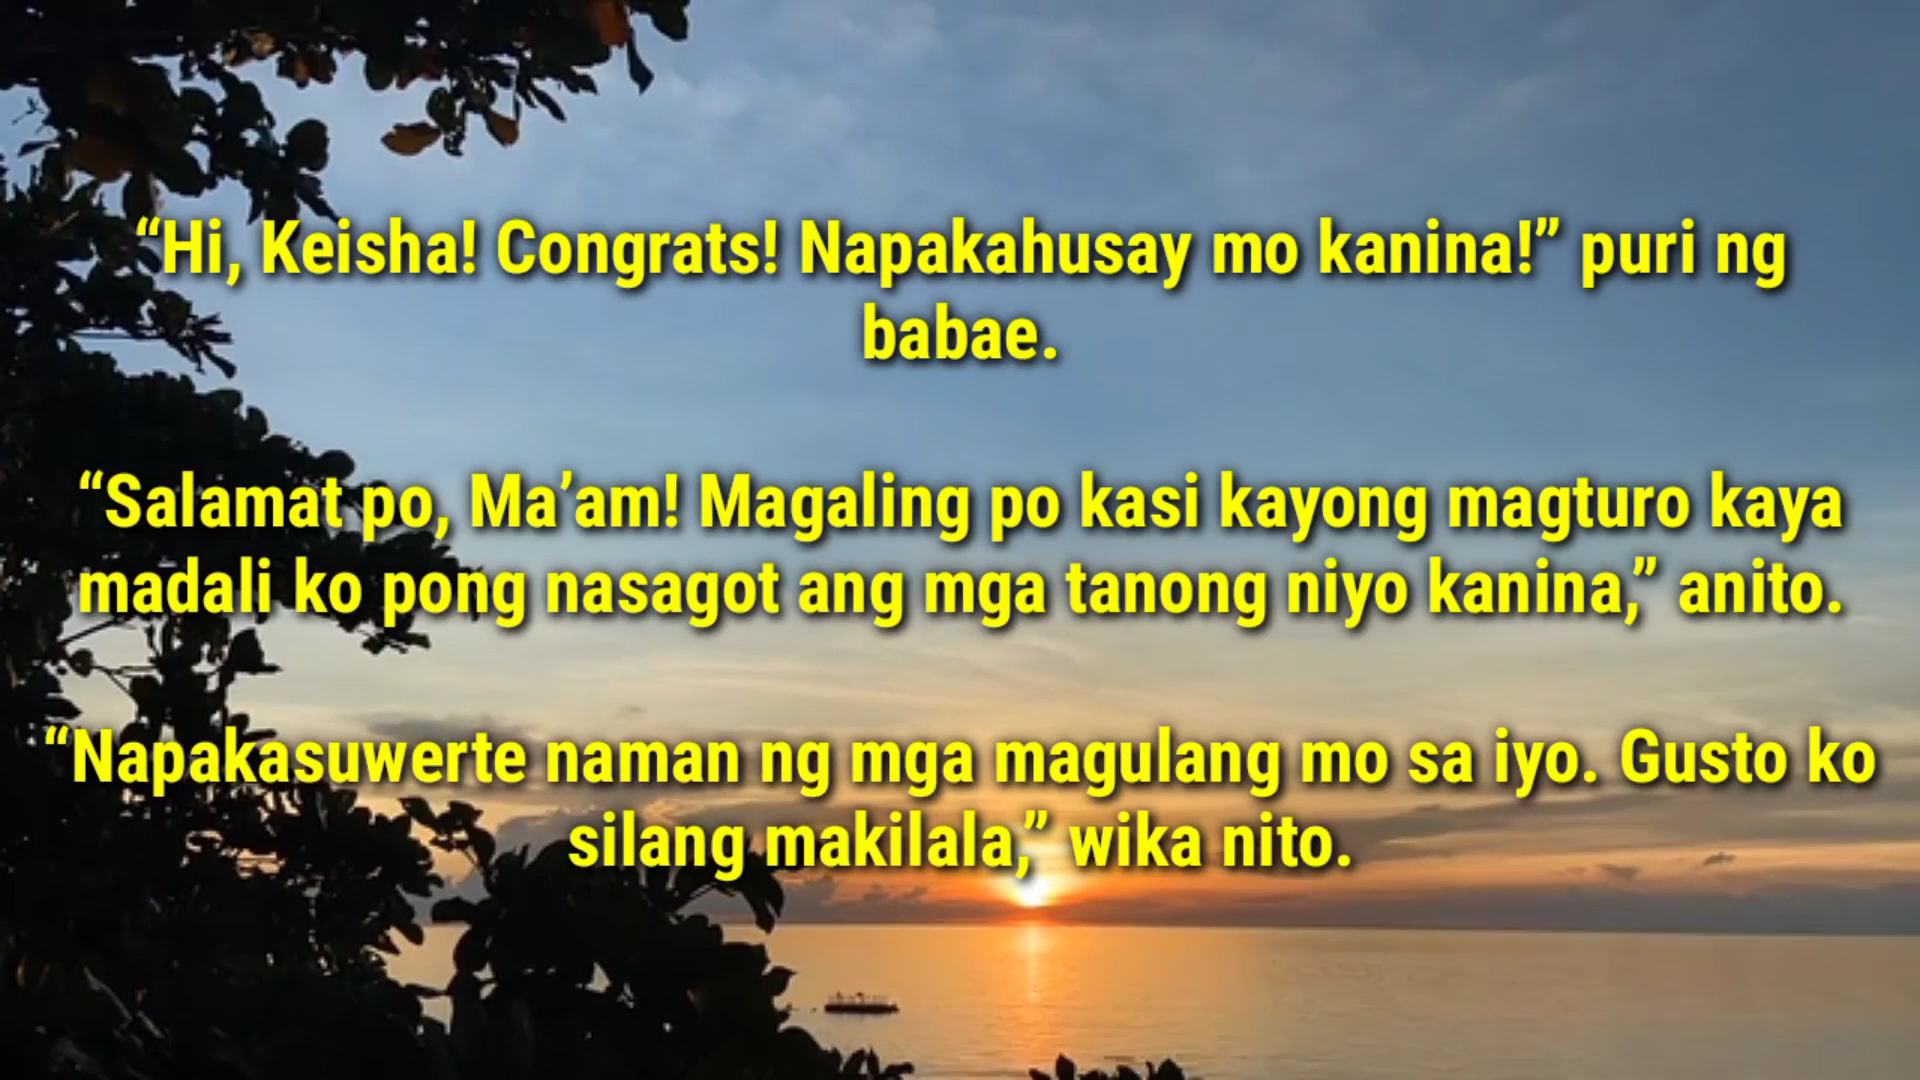 “Hi, Keisha! Congrats! Napakahusay mo kanina!” puri ng
babae.
“Salamat po, Ma’am! Magaling po kasi kayong magturo kaya
madali ko pong nasagot ang mga tanong niyo kanina,” anito.
“Napakasuwerte naman ng mga magulang mo sa iyo. Gusto ko
silang makilala,” wika nito.